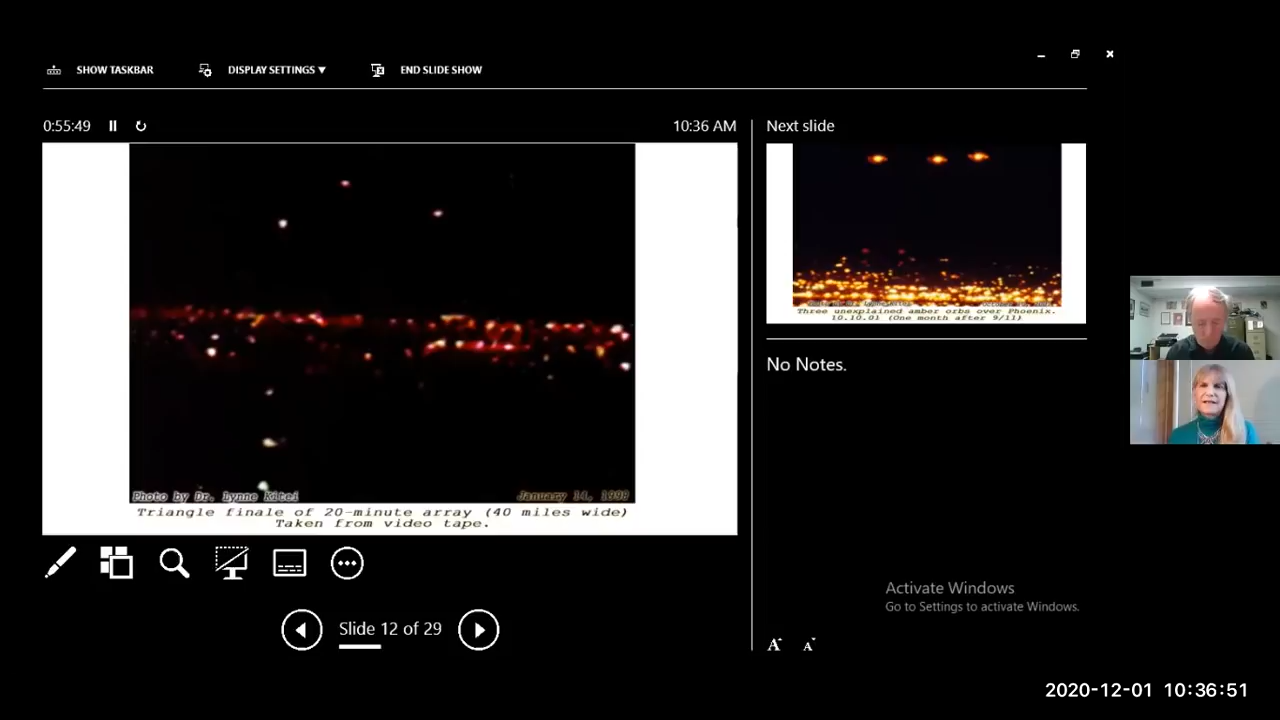 SHOW TASKBAR
DISPLAY SETTINGS ▼
END SLIDE SHOW
0:55:49
10:36 AM
Next slide
Photo by Dr. Lynne Kitei
January 14, 1998
Triangle finale of 20-minute array (40 miles wide)
Taken from video tape.
Three unexplained amber orbs over Phoenix.
10.10.01 (One month after 9/11)
No Notes.
Activate Windows
Go to Settings to activate Windows.
Slide 12 of 29
A A
2020-12-01 10:36:51